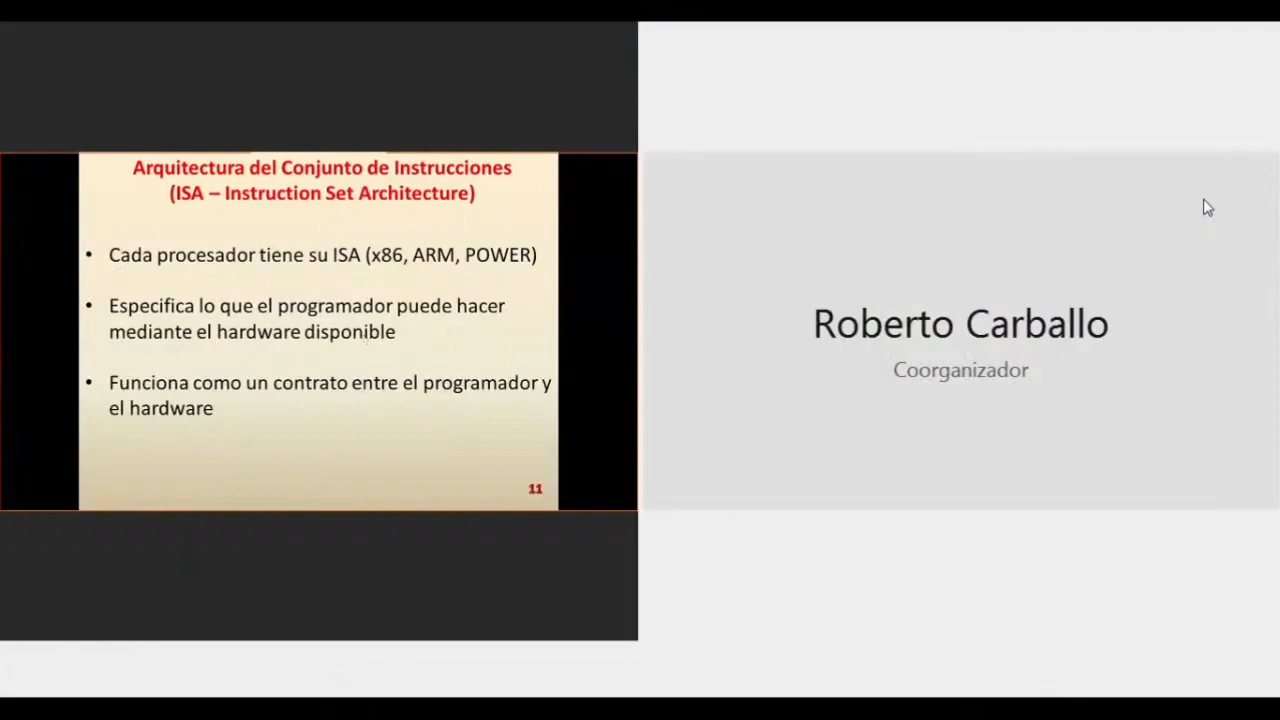 Arquitectura del Conjunto de Instrucciones
(ISA – Instruction Set Architecture)
• Cada procesador tiene su ISA (x86, ARM, POWER)
• Especifica lo que el programador puede hacer
mediante el hardware disponible
• Funciona como un contrato entre el programador y
el hardware
11
Roberto Carballo
Coorganizador